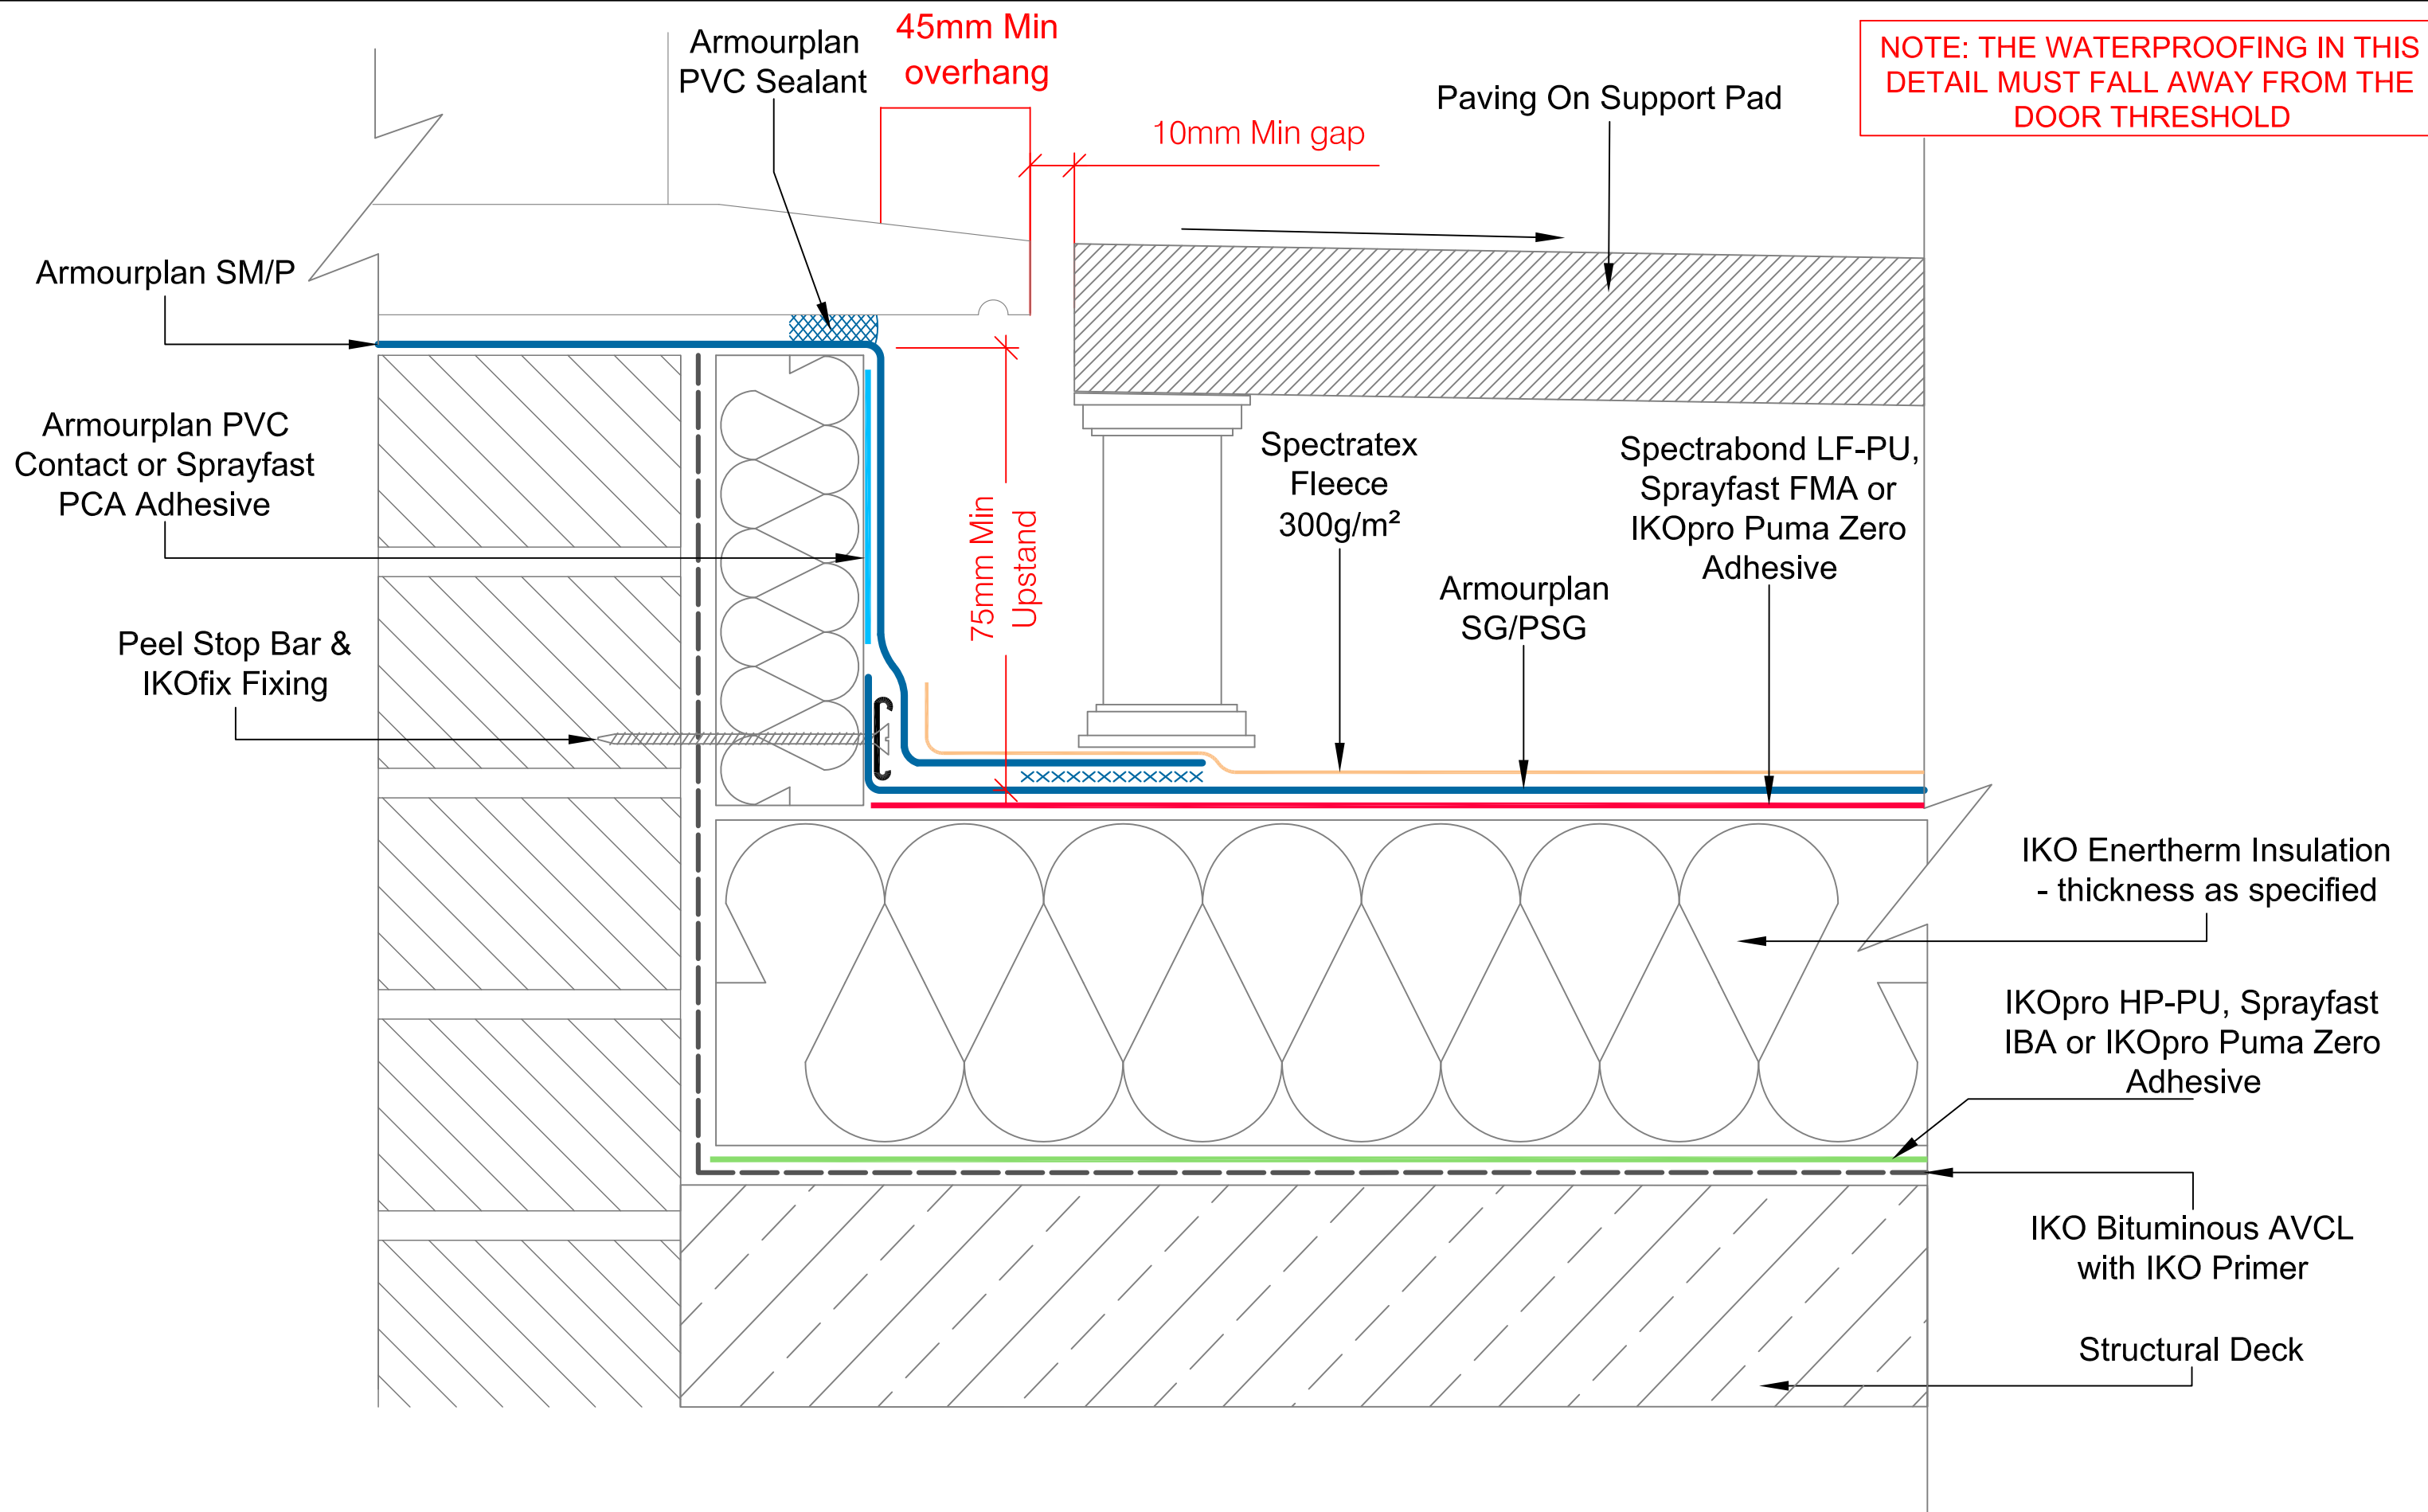 Armourplan
PVC Sealant
45mm Min
overhang
10mm Min gap
Paving On Support Pad
NOTE: THE WATERPROOFING IN THIS
DETAIL MUST FALL AWAY FROM THE
DOOR THRESHOLD
Armourplan SM/P
Armourplan PVC
Contact or Sprayfast
PCA Adhesive
Peel Stop Bar &
IKOfix Fixing
75mm Min
Upstand
Spectratex
Fleece
300g/m²
Armourplan
SG/PSG
Spectrabond LF-PU,
Sprayfast FMA or
IKOpro Puma Zero
Adhesive
IKO Enertherm Insulation
- thickness as specified
IKOpro HP-PU, Sprayfast
IBA or IKOpro Puma Zero
Adhesive
IKO Bituminous AVCL
with IKO Primer
Structural Deck